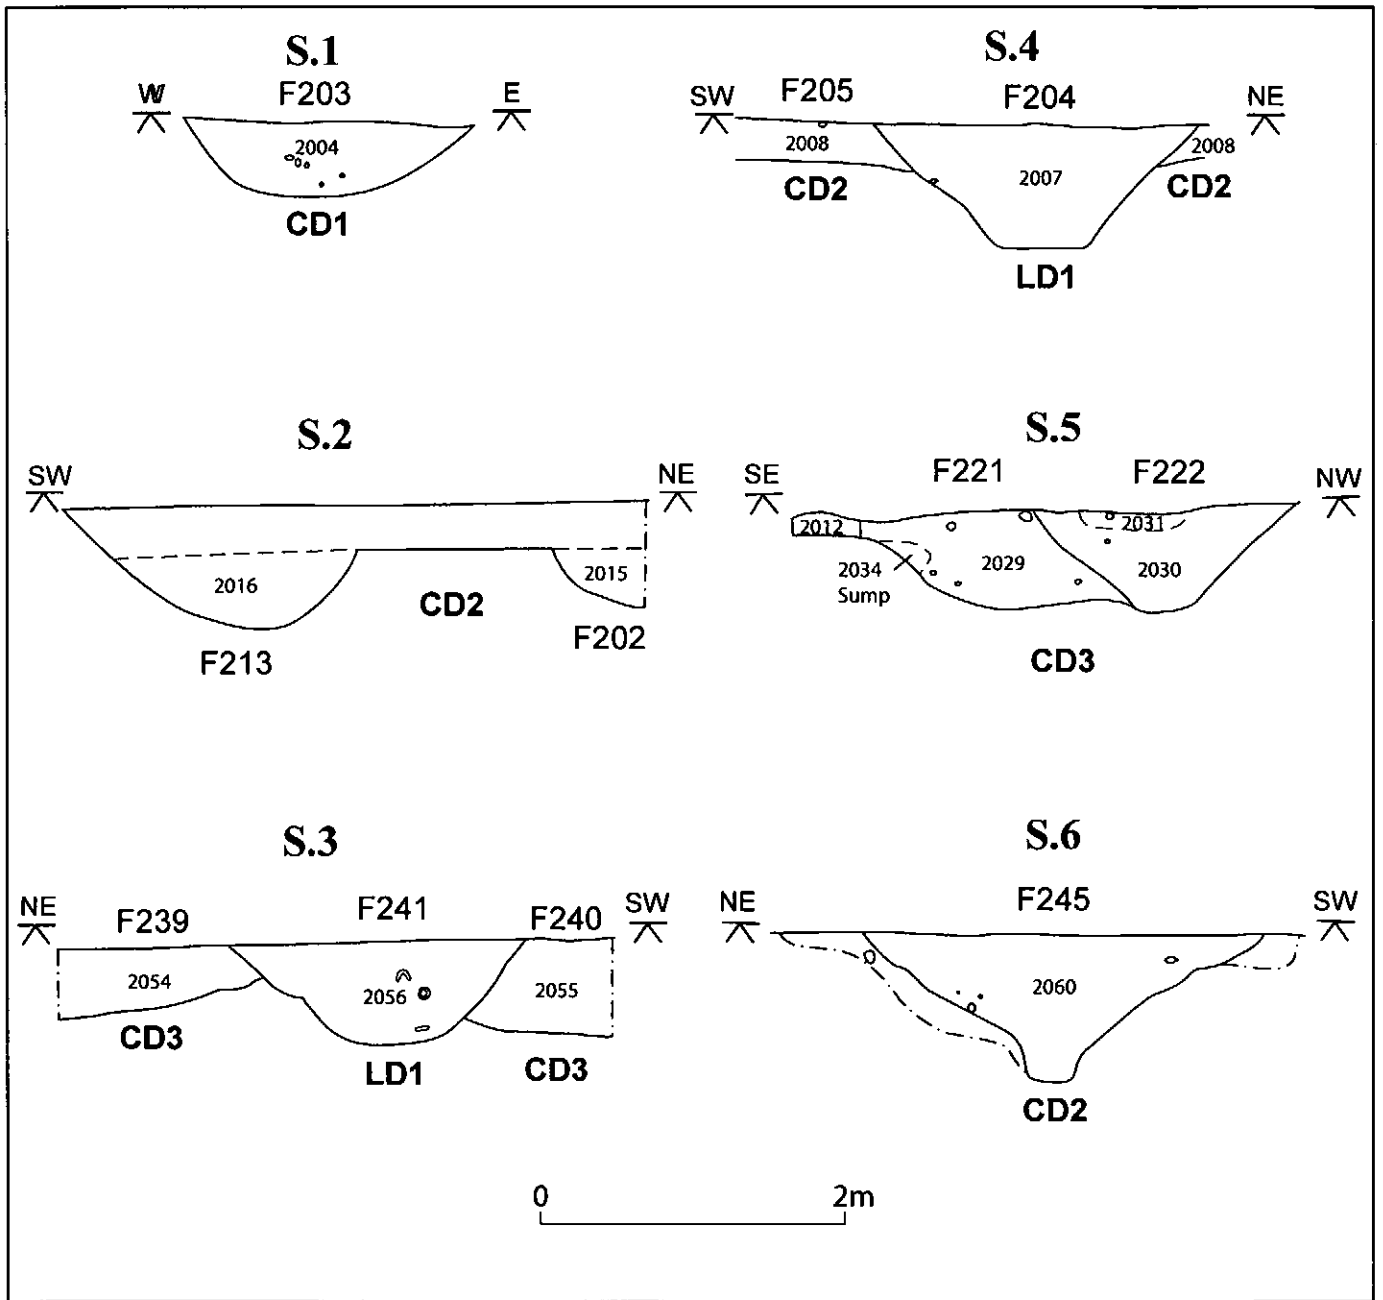 S.1
W F203 E
2004
CD1
S.4
SW F205 F204 NE
2008 2007 2008
CD2 CD2
LD1
S.2
SW NE
2016 2015
CD2
F213 F202
S.5
SE F221 F222 NW
2012 2031
2034 2029 2030
Sump
CD3
S.3
NE F239 F241 F240 SW
2054 2056 2055
CD3 LD1 CD3
S.6
NE F245 SW
2060
CD2
0 2m